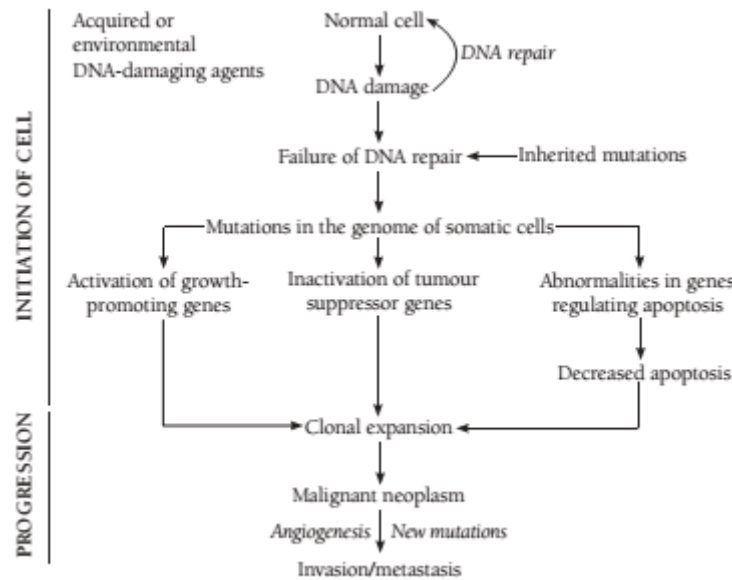 INITIATION OF CELL
Acquired or
environmental
DNA-damaging agents
Normal cell
DNA repair
DNA damage
Failure of DNA repair
Inherited mutations
Mutations in the genome of somatic cells
Activation of growth-
promoting genes
Inactivation of tumour
suppressor genes
Abnormalities in genes
regulating apoptosis
Decreased apoptosis
PROGRESSION
Clonal expansion
Malignant neoplasm
Angiogenesis
New mutations
Invasion/metastasis